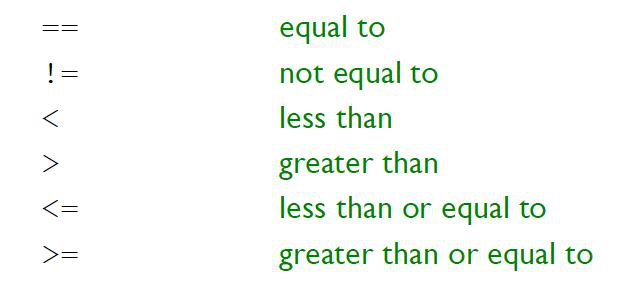 == equal to
!= not equal to
< less than
> greater than
<= less than or equal to
>= greater than or equal to